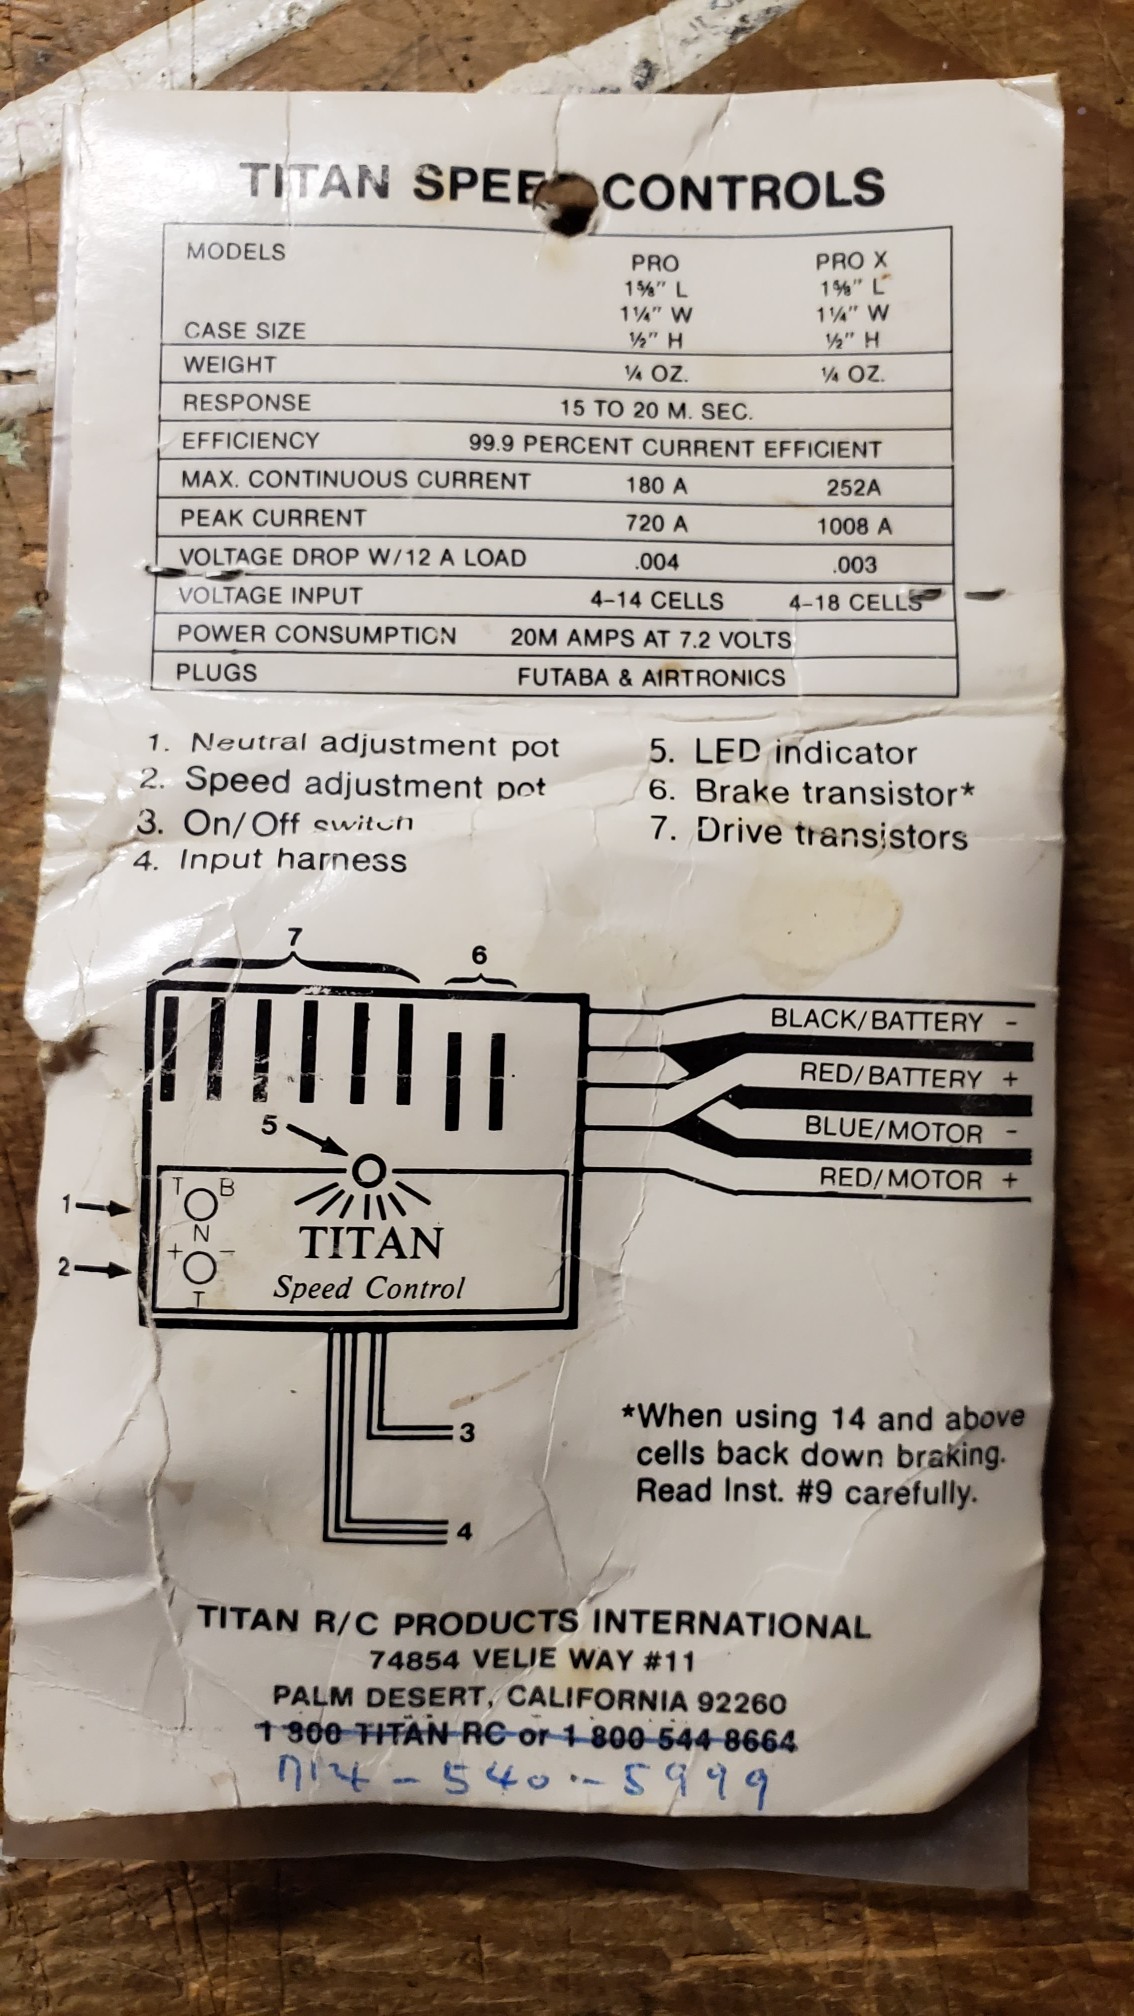 TITAN SPEED CONTROLS
MODELS PRO PRO X
1⅝" L 1⅝" L
1¼" W 1¼" W
CASE SIZE ½" H ½" H
WEIGHT ¼ OZ. ¼ OZ.
RESPONSE 15 TO 20 M. SEC.
EFFICIENCY 99.9 PERCENT CURRENT EFFICIENT
MAX. CONTINUOUS CURRENT 180 A 252A
PEAK CURRENT 720 A 1008 A
VOLTAGE DROP W/12 A LOAD .004 .003
VOLTAGE INPUT 4-14 CELLS 4-18 CELLS
POWER CONSUMPTION 20M AMPS AT 7.2 VOLTS
PLUGS FUTABA & AIRTRONICS
1. Neutral adjustment pot
2. Speed adjustment pot
3. On/Off switch
4. Input harness
5. LED indicator
6. Brake transistor*
7. Drive transistors
7
6
BLACK/BATTERY -
RED/BATTERY +
BLUE/MOTOR -
RED/MOTOR +
5
1
T B
N
2
+ -
T
TITAN
Speed Control
3
4
*When using 14 and above
cells back down braking.
Read Inst. #9 carefully.
TITAN R/C PRODUCTS INTERNATIONAL
74854 VELIE WAY #11
PALM DESERT, CALIFORNIA 92260
1 800 TITAN RC or 1 800 544 8664
714-540-5999